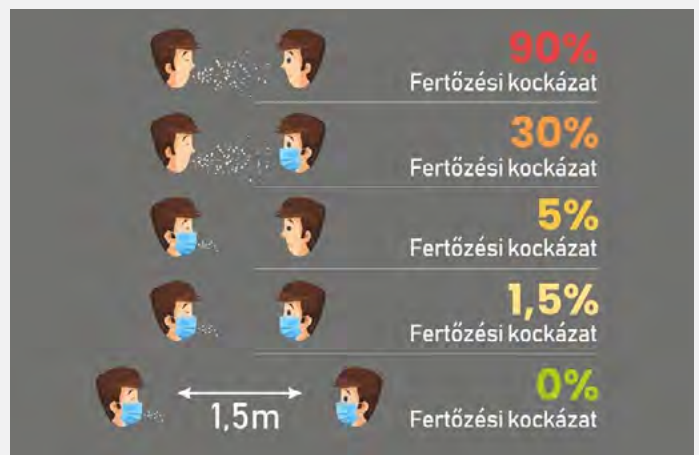 90%
Fertőzési kockázat
30%
Fertőzési kockázat
5%
Fertőzési kockázat
1,5%
Fertőzési kockázat
1,5m
0%
Fertőzési kockázat